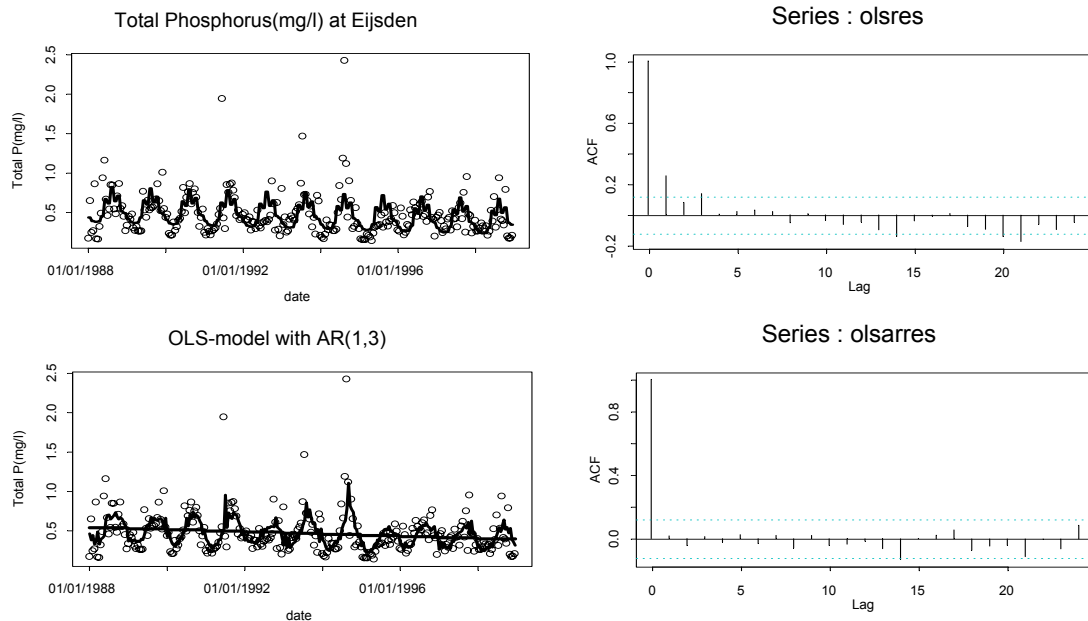 Total Phosphorus(mg/l) at Eijsden
Total P(mg/l)
2.5
2.0
1.5
1.0
0.5
01/01/1988
01/01/1992
01/01/1996
date
Series : olsres
ACF
1.0
0.6
0.2
-0.2
0
5
10
15
20
Lag
OLS-model with AR(1,3)
Total P(mg/l)
2.5
2.0
1.5
1.0
0.5
01/01/1988
01/01/1992
01/01/1996
date
Series : olsarres
ACF
0.8
0.4
0.0
0
5
10
15
20
Lag